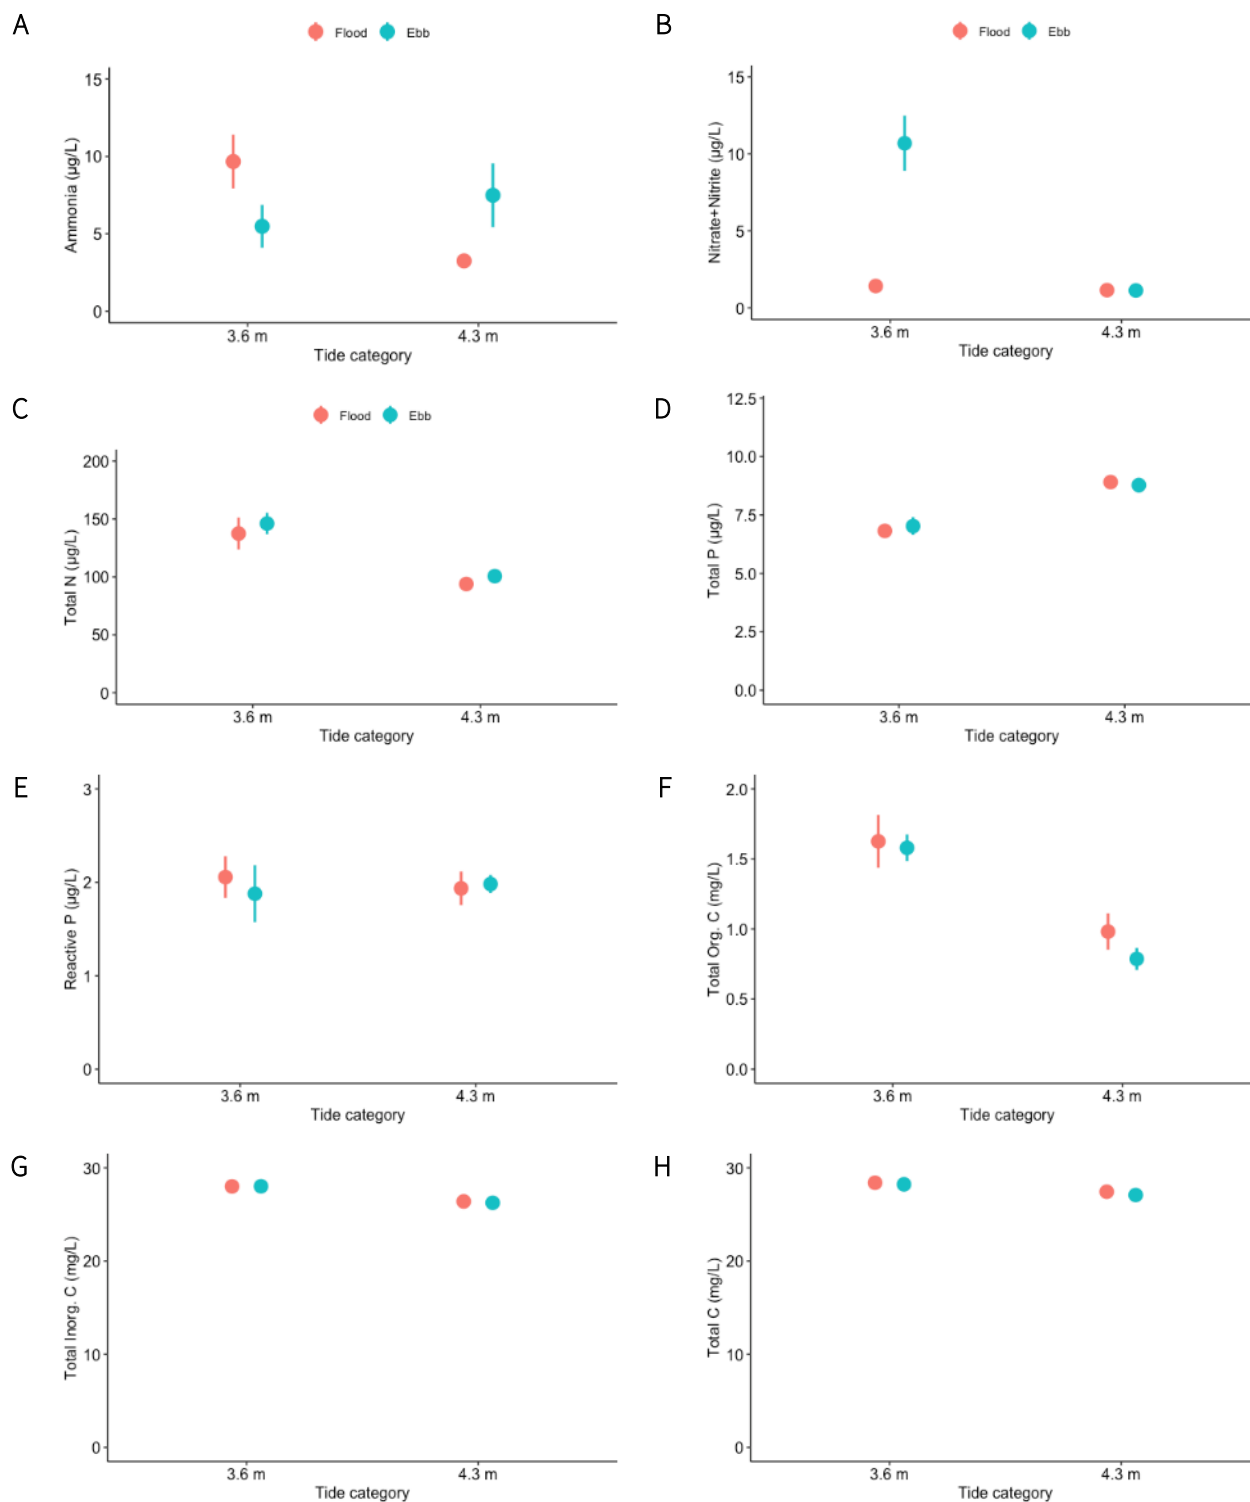 A
Flood Ebb
15
10
5
0
Ammonia (µg/L)
3.6 m 4.3 m
Tide category
B
Flood Ebb
15
10
5
0
Nitrate+Nitrite (µg/L)
3.6 m 4.3 m
Tide category
C
Flood Ebb
200
150
100
50
0
Total N (µg/L)
3.6 m 4.3 m
Tide category
D
12.5
10.0
7.5
5.0
2.5
0.0
Total P (µg/L)
3.6 m 4.3 m
Tide category
E
3
2
1
0
Reactive P (µg/L)
3.6 m 4.3 m
Tide category
F
2.0
1.5
1.0
0.5
0.0
Total Org. C (mg/L)
3.6 m 4.3 m
Tide category
G
30
20
10
0
Total Inorg. C (mg/L)
3.6 m 4.3 m
Tide category
H
30
20
10
0
Total C (mg/L)
3.6 m 4.3 m
Tide category